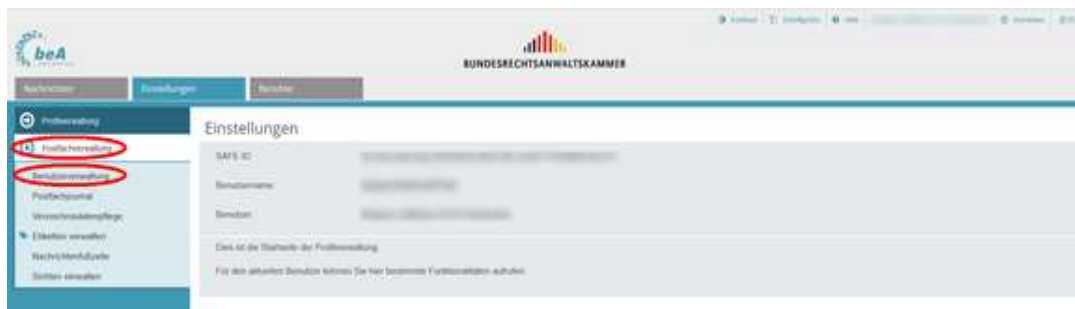 beA
BUNDESRECHTSANWALTSKAMMER
Nachrichten
Einstellungen
Berichte
Profilverwaltung
Postfachverwaltung
Benutzerverwaltung
Postfachjournal
Verzeichnisdatenpflege
Etiketten verwalten
Nachrichtenfußzeile
Sichten verwalten
Einstellungen
SAFE-ID
Benutzername
Benutzer
Dies ist die Startseite der Profilverwaltung.
Für den aktuellen Benutzer können Sie hier bestimmte Funktionalitäten aufrufen.